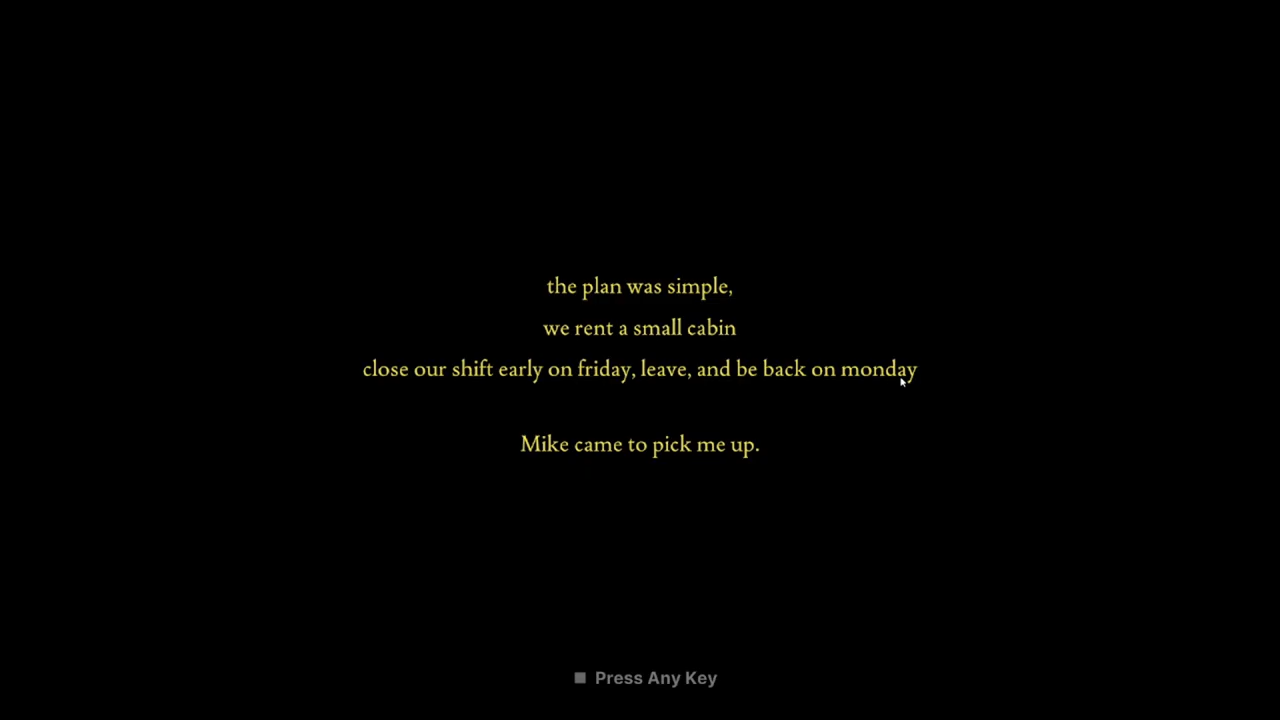 the plan was simple,
we rent a small cabin
close our shift early on friday, leave, and be back on monday
Mike came to pick me up.
Press Any Key